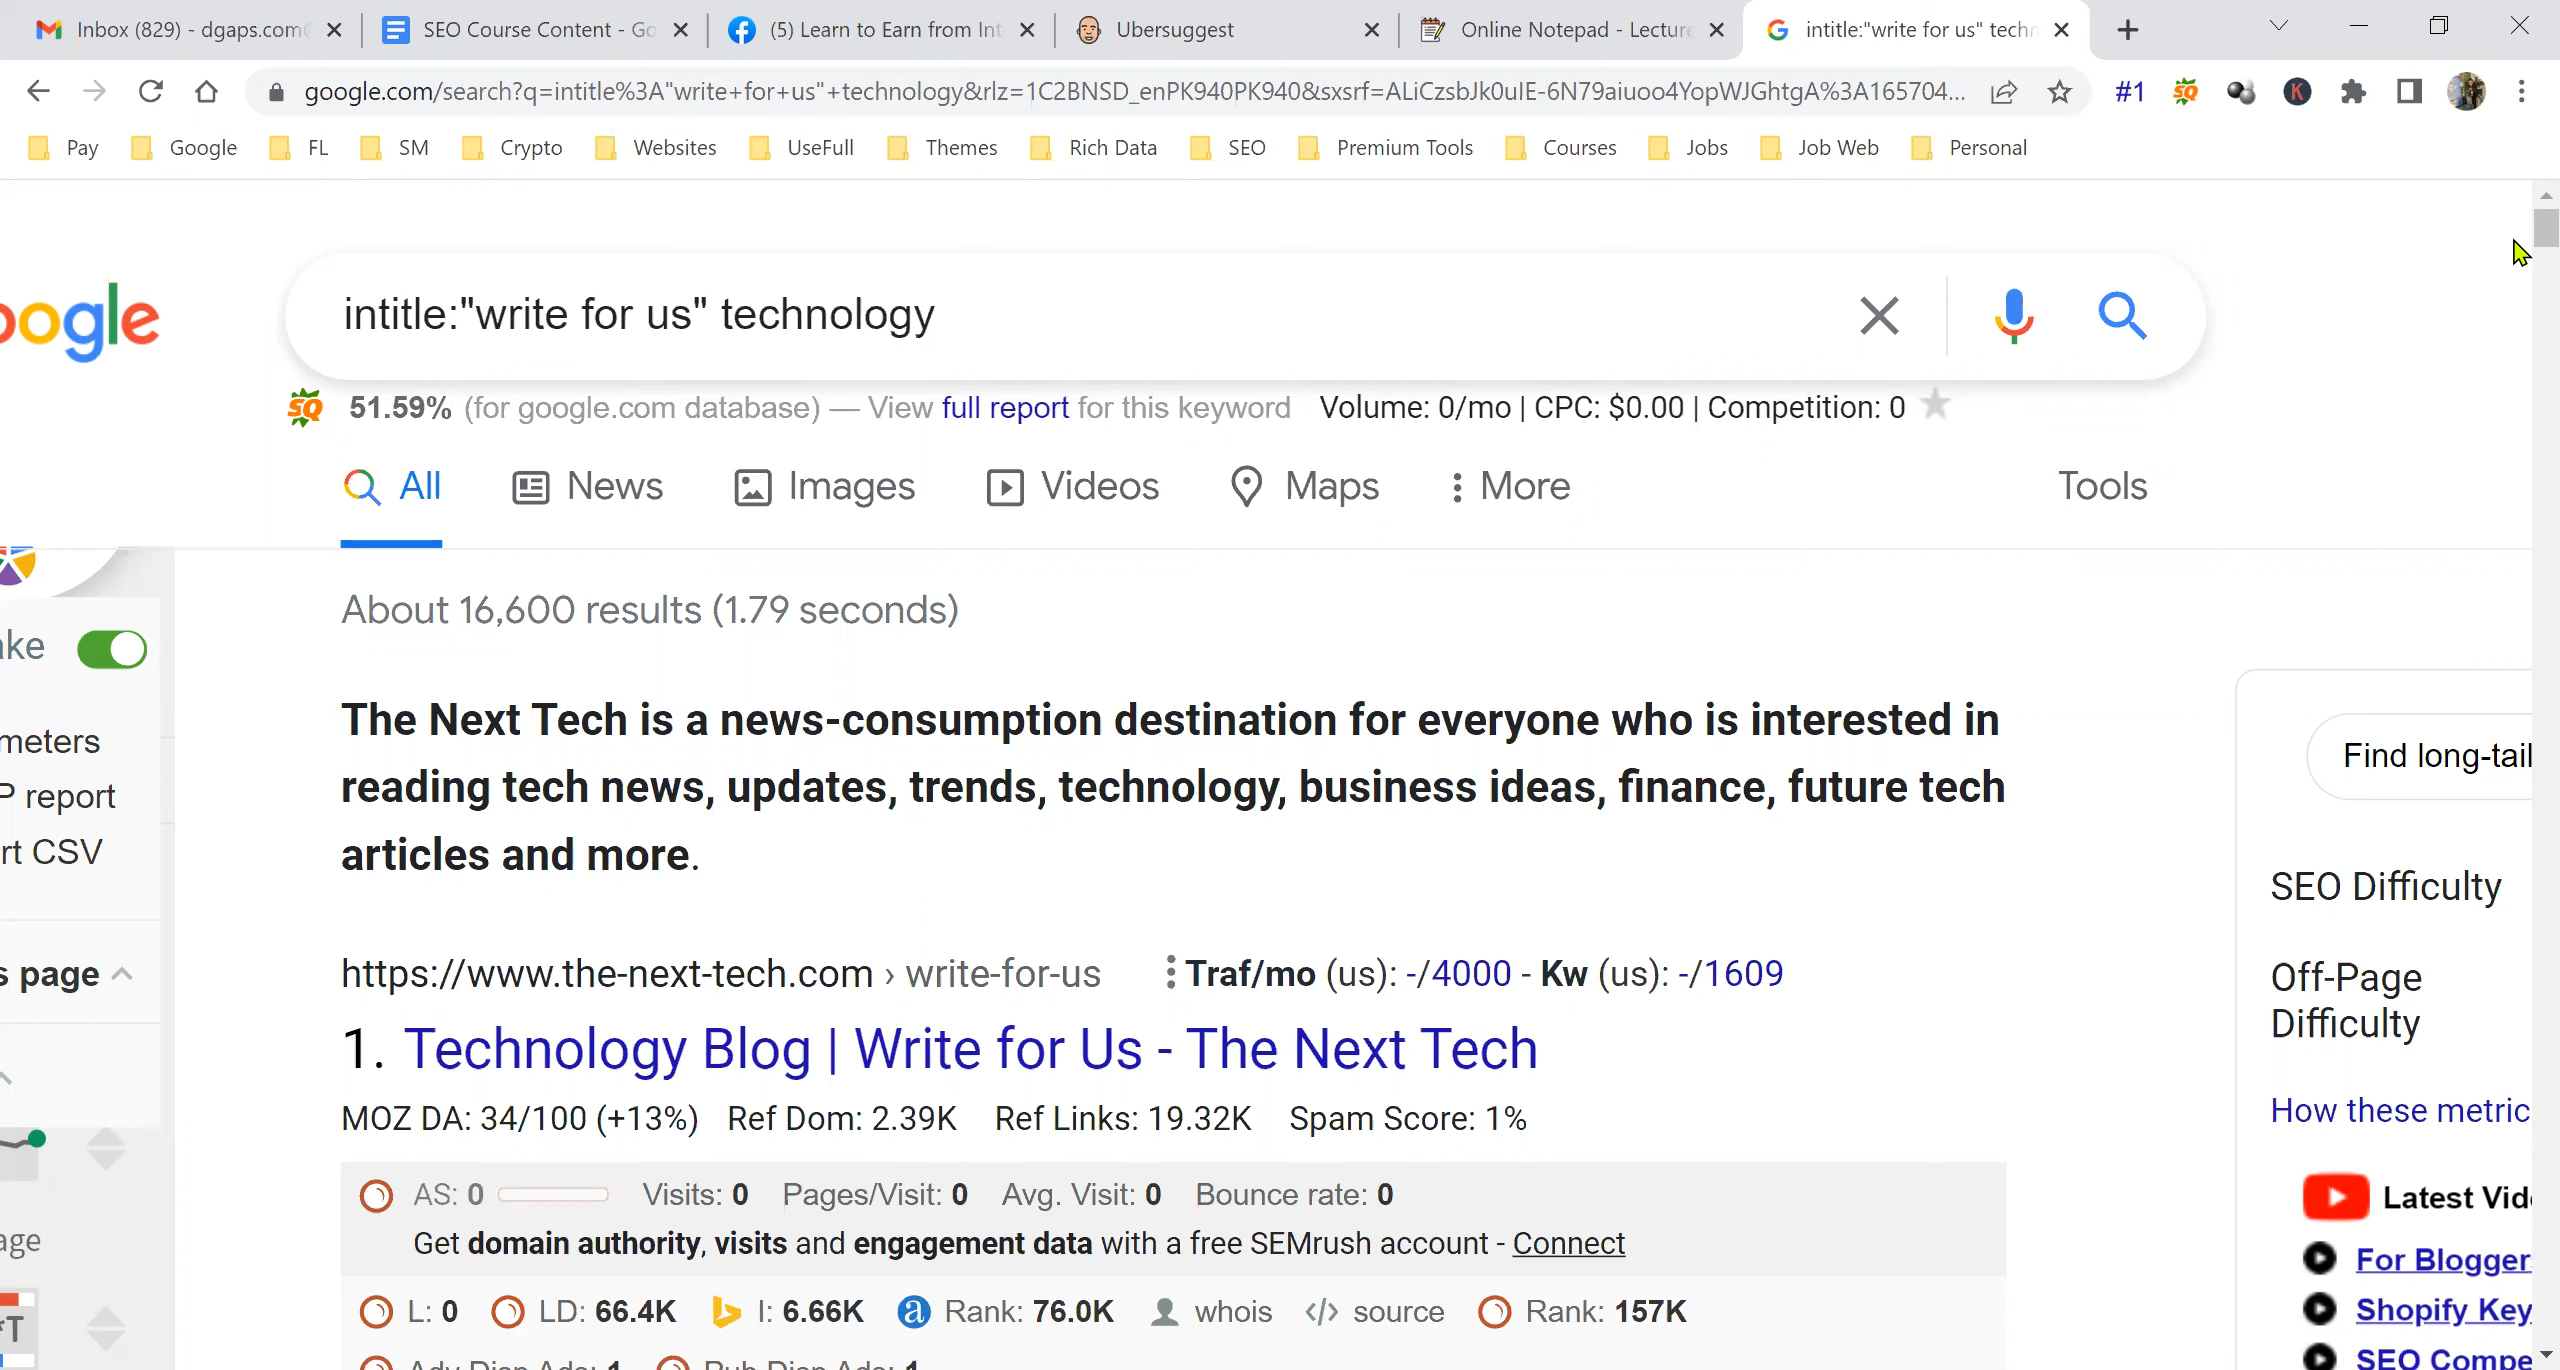 Inbox (829) - dgaps.com
SEO Course Content - Go
(5) Learn to Earn from Int
Ubersuggest
Online Notepad - Lecture
intitle:"write for us" techn
google.com/search?q=intitle%3A"write+for+us"+technology&rlz=1C2BNSD_enPK940PK940&sxsrf=ALiCzsbJk0uIE-6N79aiuoo4YopWJGhtgA%3A165704...
#1
Pay Google FL SM Crypto Websites UseFull Themes Rich Data SEO Premium Tools Courses Jobs Job Web Personal
oogle
intitle:"write for us" technology
SQ 51.59% (for google.com database) — View full report for this keyword Volume: 0/mo | CPC: $0.00 | Competition: 0
All News Images Videos Maps More Tools
About 16,600 results (1.79 seconds)
The Next Tech is a news-consumption destination for everyone who is interested in
reading tech news, updates, trends, technology, business ideas, finance, future tech
articles and more.
https://www.the-next-tech.com › write-for-us Traf/mo (us): -/4000 - Kw (us): -/1609
1. Technology Blog | Write for Us - The Next Tech
MOZ DA: 34/100 (+13%) Ref Dom: 2.39K Ref Links: 19.32K Spam Score: 1%
AS: 0 Visits: 0 Pages/Visit: 0 Avg. Visit: 0 Bounce rate: 0
Get domain authority, visits and engagement data with a free SEMrush account - Connect
L: 0 LD: 66.4K I: 6.66K Rank: 76.0K whois source Rank: 157K
ake
meters
P report
rt CSV
s page
age
Find long-tail
SEO Difficulty
Off-Page
Difficulty
How these metric
Latest Vid
For Blogger
Shopify Key
SEO Compe